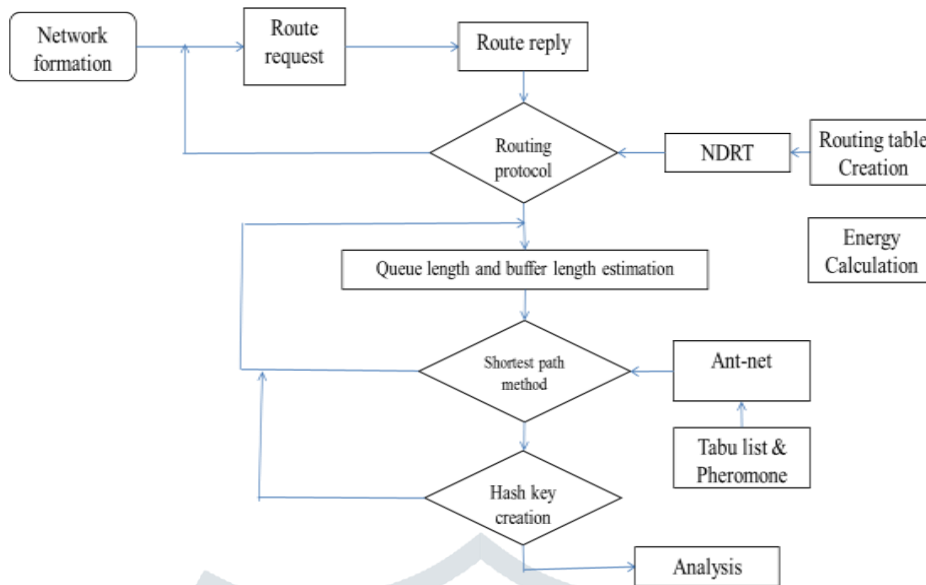 Network
formation
Route
request
Route reply
Routing
protocol
NDRT
Routing table
Creation
Energy
Calculation
Queue length and buffer length estimation
Shortest path
method
Ant-net
Tabu list &
Pheromone
Hash key
creation
Analysis